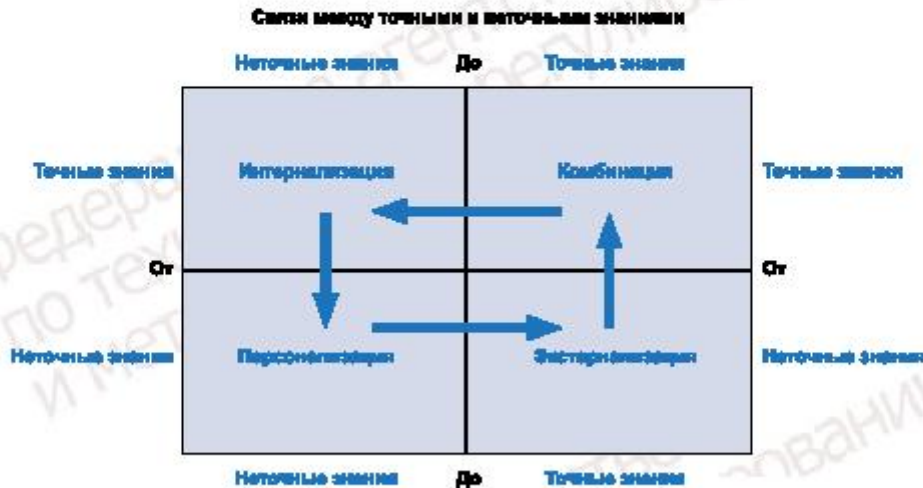 Связи между точными и неточными знаниями
Неточные знания До Точные знания
Точные знания Интернализация Комбинация Точные знания
От От
Неточные знания Персонализация Экстернализация Неточные знания
Неточные знания До Точные знания